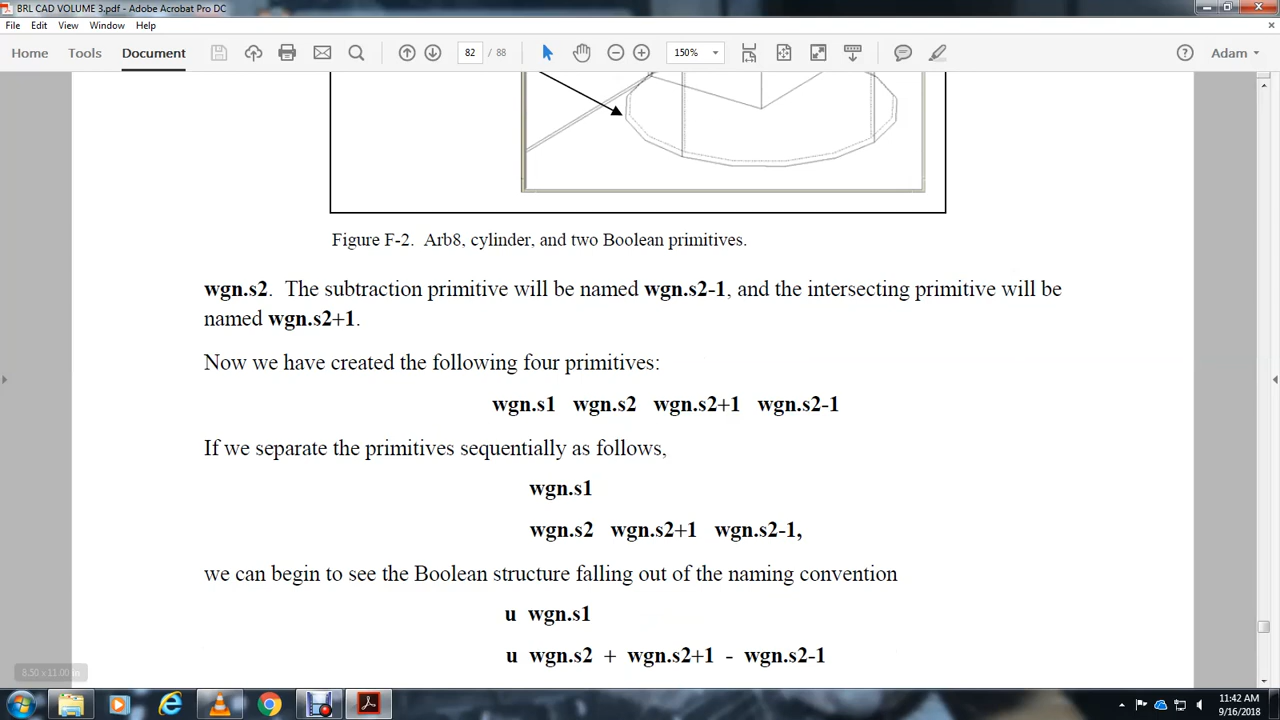 BRL CAD VOLUME 3.pdf - Adobe Acrobat Pro DC
File Edit View Window Help
Home Tools Document 82 / 88 150% Adam
Figure F-2. Arb8, cylinder, and two Boolean primitives.
wgn.s2. The subtraction primitive will be named wgn.s2-1, and the intersecting primitive will be
named wgn.s2+1.
Now we have created the following four primitives:
wgn.s1 wgn.s2 wgn.s2+1 wgn.s2-1
If we separate the primitives sequentially as follows,
wgn.s1
wgn.s2 wgn.s2+1 wgn.s2-1,
we can begin to see the Boolean structure falling out of the naming convention
u wgn.s1
u wgn.s2 + wgn.s2+1 - wgn.s2-1
8.50 x 11.00 in
11:42 AM
9/16/2018